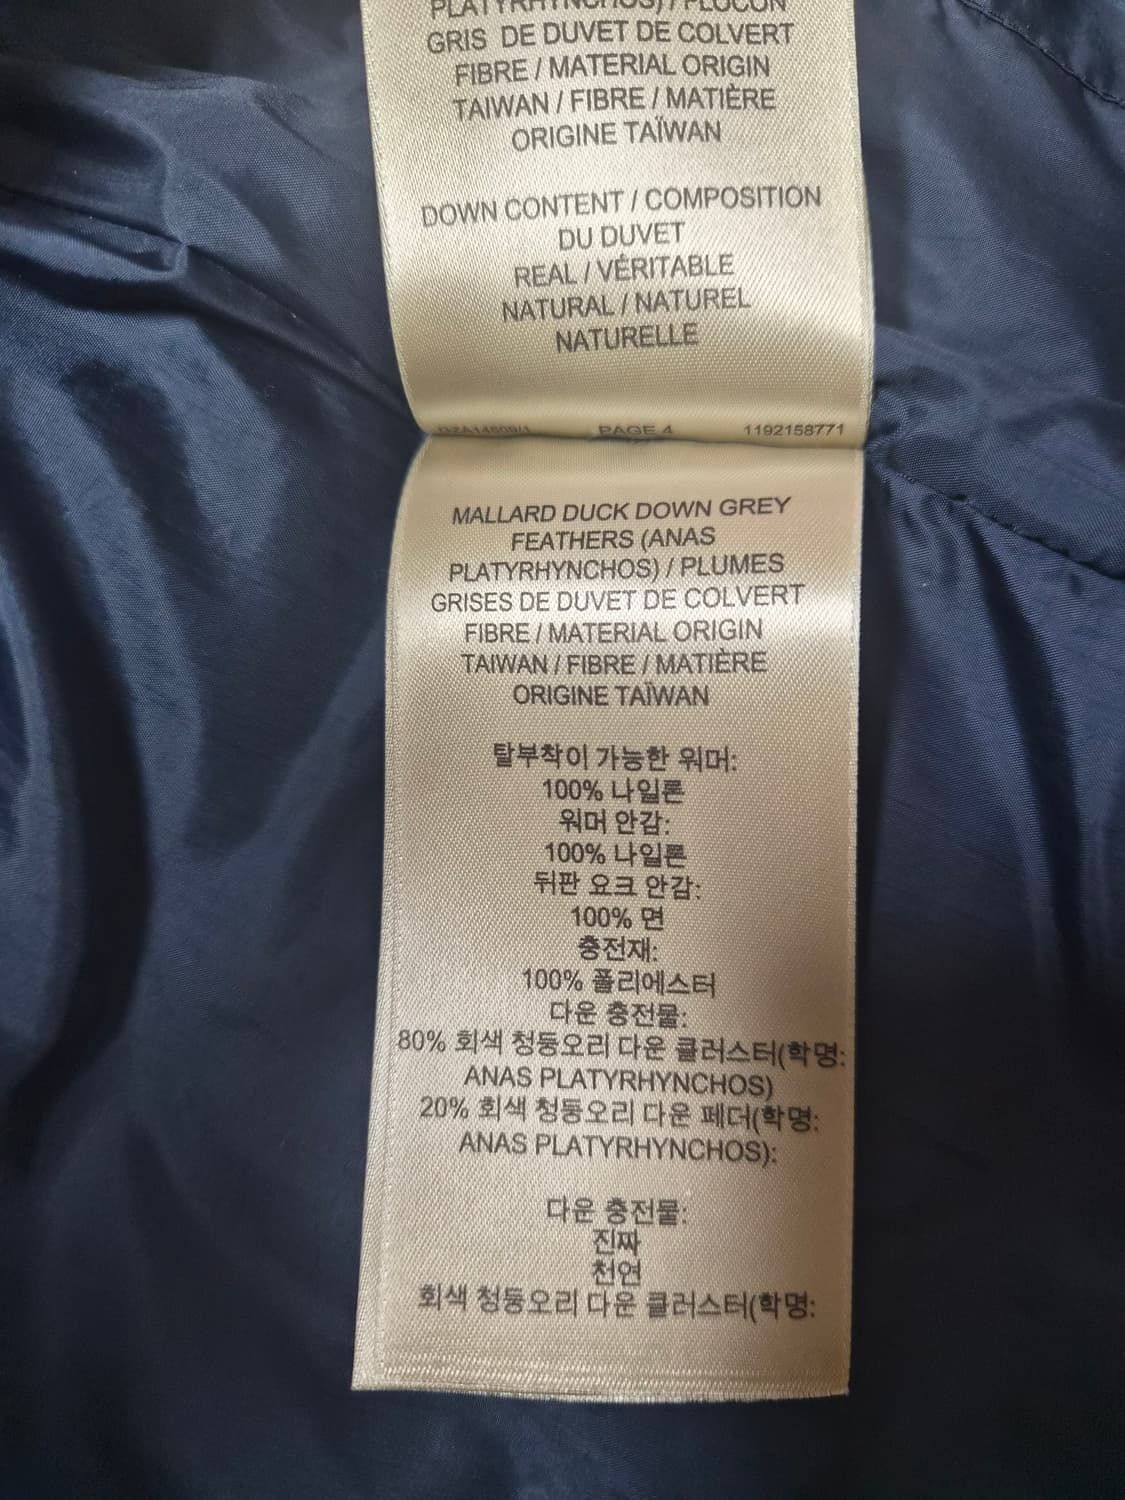 PLATYRHYNCHOS) / FLOCON
GRIS DE DUVET DE COLVERT
FIBRE / MATERIAL ORIGIN
TAIWAN / FIBRE / MATIÈRE
ORIGINE TAÏWAN
DOWN CONTENT / COMPOSITION
DU DUVET
REAL / VÉRITABLE
NATURAL / NATUREL
NATURELLE
PAGE 4 1192158771
MALLARD DUCK DOWN GREY
FEATHERS (ANAS
PLATYRHYNCHOS) / PLUMES
GRISES DE DUVET DE COLVERT
FIBRE / MATERIAL ORIGIN
TAIWAN / FIBRE / MATIÈRE
ORIGINE TAÏWAN
탈부착이 가능한 워머:
100% 나일론
워머 안감:
100% 나일론
뒤판 요크 안감:
100% 면
충전재:
100% 폴리에스터
다운 충전물:
80% 회색 청둥오리 다운 클러스터(학명:
ANAS PLATYRHYNCHOS)
20% 회색 청둥오리 다운 페더(학명:
ANAS PLATYRHYNCHOS):
다운 충전물:
진짜
천연
회색 청둥오리 다운 클러스터(학명: